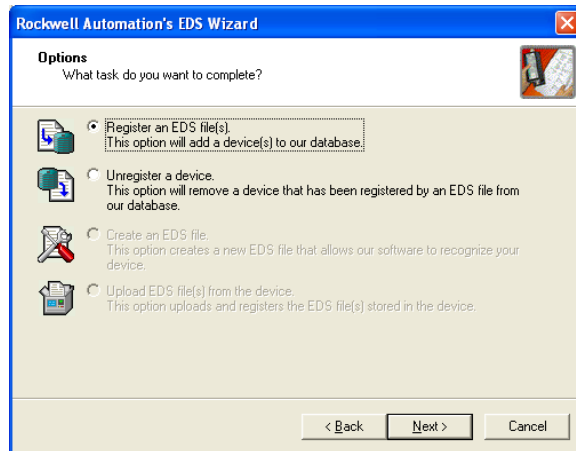 Rockwell Automation's EDS Wizard
Options
What task do you want to complete?
Register an EDS file(s).
This option will add a device(s) to our database.
Unregister a device.
This option will remove a device that has been registered by an EDS file from
our database.
Create an EDS file.
This option creates a new EDS file that allows our software to recognize your
device.
Upload EDS file(s) from the device.
This option uploads and registers the EDS file(s) stored in the device.
< Back Next > Cancel